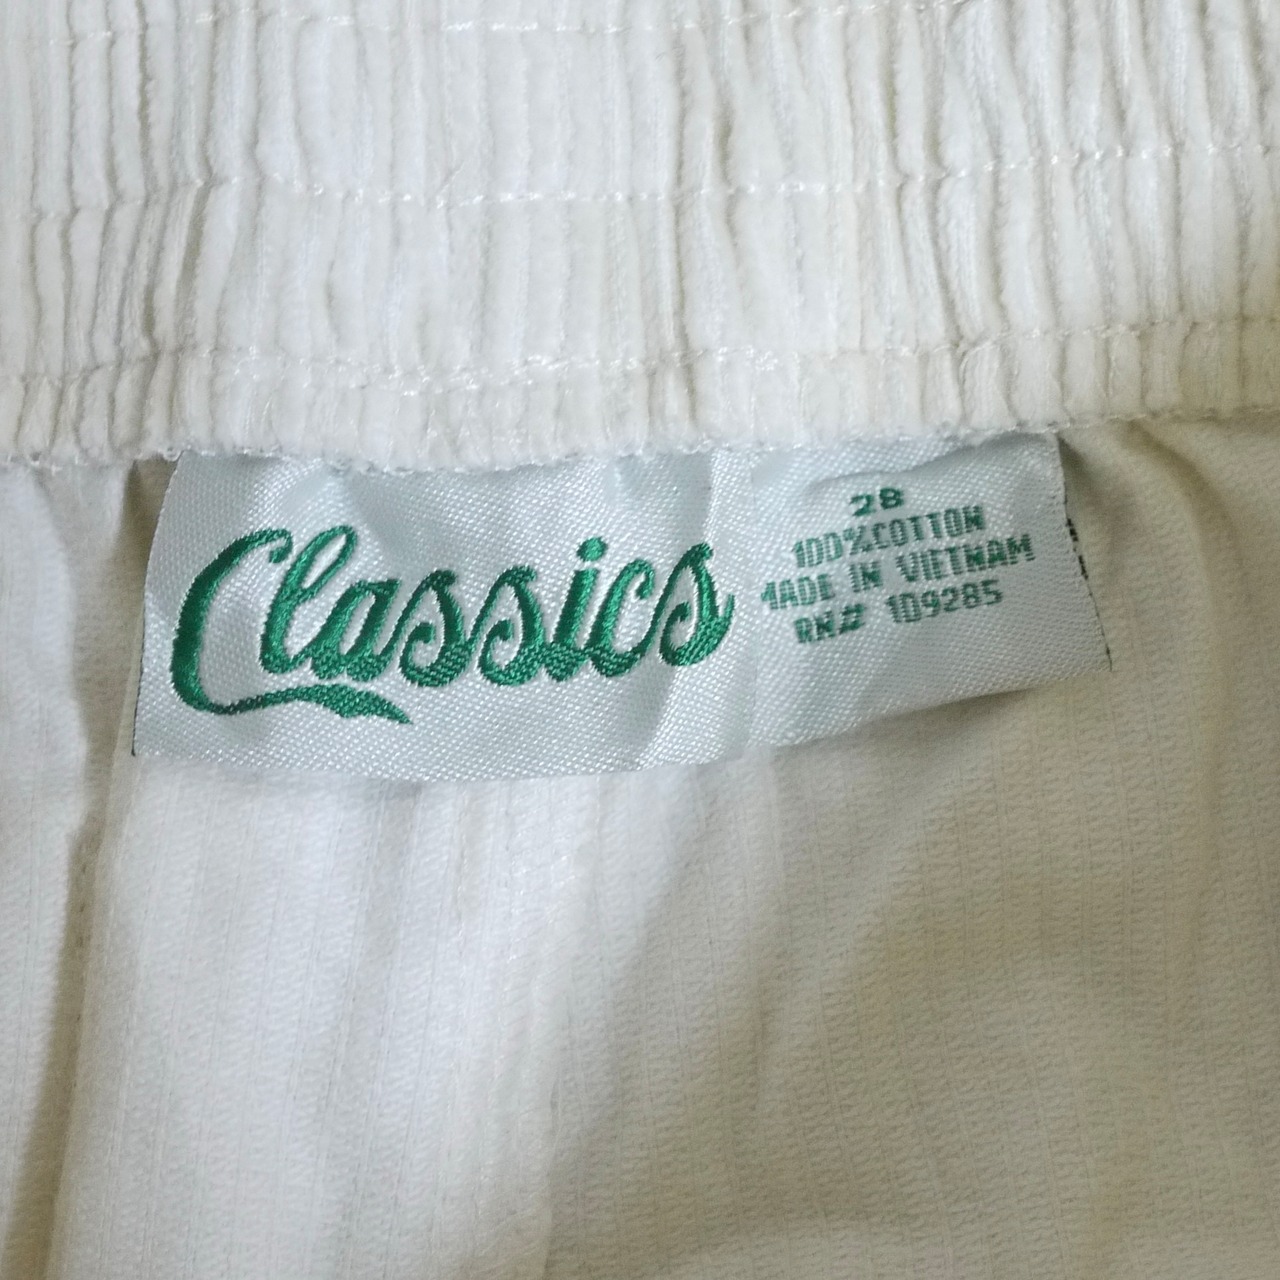 Classics
28
100%COTTON
MADE IN VIETNAM
RN# 109285